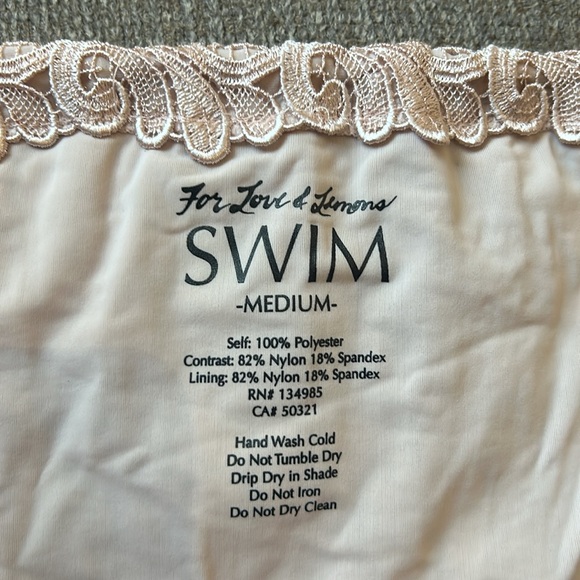 For Love & Lemons
SWIM
-MEDIUM-
Self: 100% Polyester
Contrast: 82% Nylon 18% Spandex
Lining: 82% Nylon 18% Spandex
RN# 134985
CA# 50321
Hand Wash Cold
Do Not Tumble Dry
Drip Dry in Shade
Do Not Iron
Do Not Dry Clean